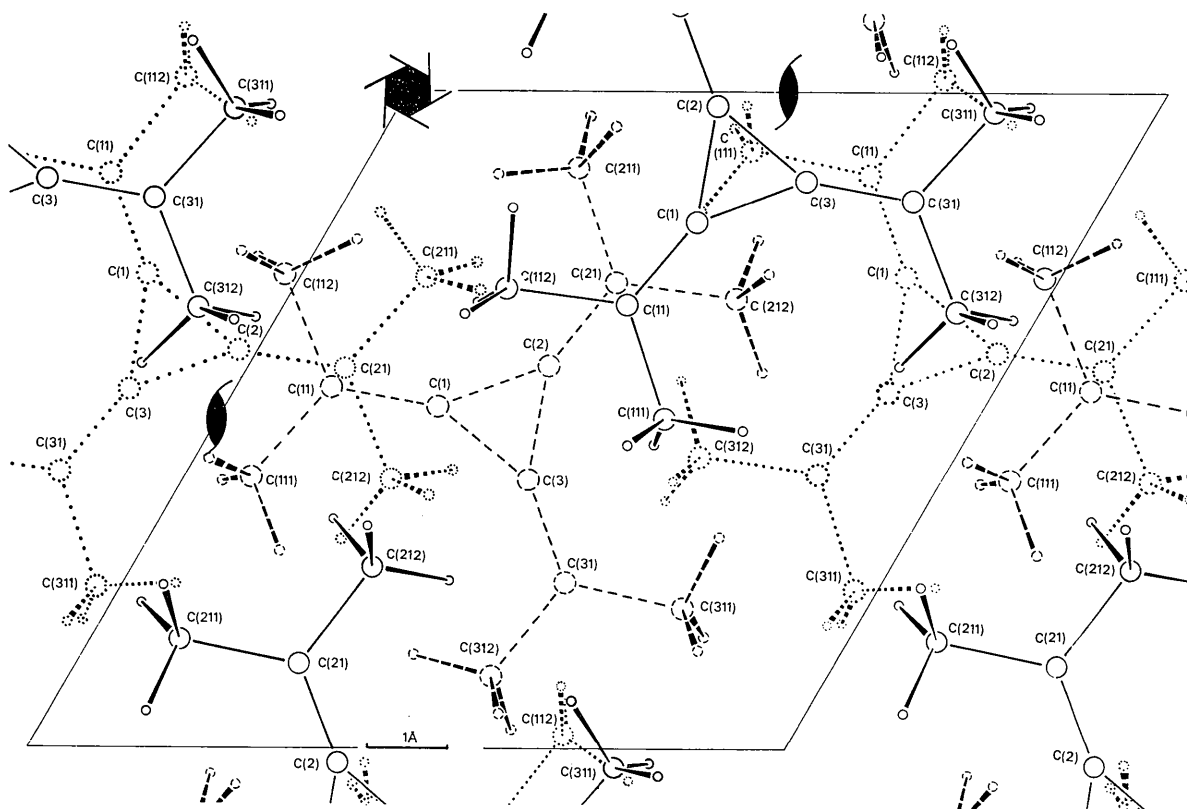 C(112)
C(311)
C(2)
C(112)
C(311)
C
(111)
C(11)
C(211)
C(11)
C(3)
C(31)
C(1)
C(3)
C(31)
C(211)
C(112)
C(1)
C(112)
C(112)
C(21)
C(1)
C(111)
C(312)
C(11)
C(212)
C(312)
C(2)
C(2)
C(21)
C(21)
C(2)
C(11)
C(1)
C(11)
C(3)
C(111)
C(3)
C(31)
C(312)
C(31)
C(111)
C(212)
C(3)
C(111)
C(212)
C(212)
C(31)
C(311)
C(311)
C(212)
C(211)
C(311)
C(211)
C(312)
C(21)
C(21)
C(112)
1Å
C(2)
C(311)
C(2)